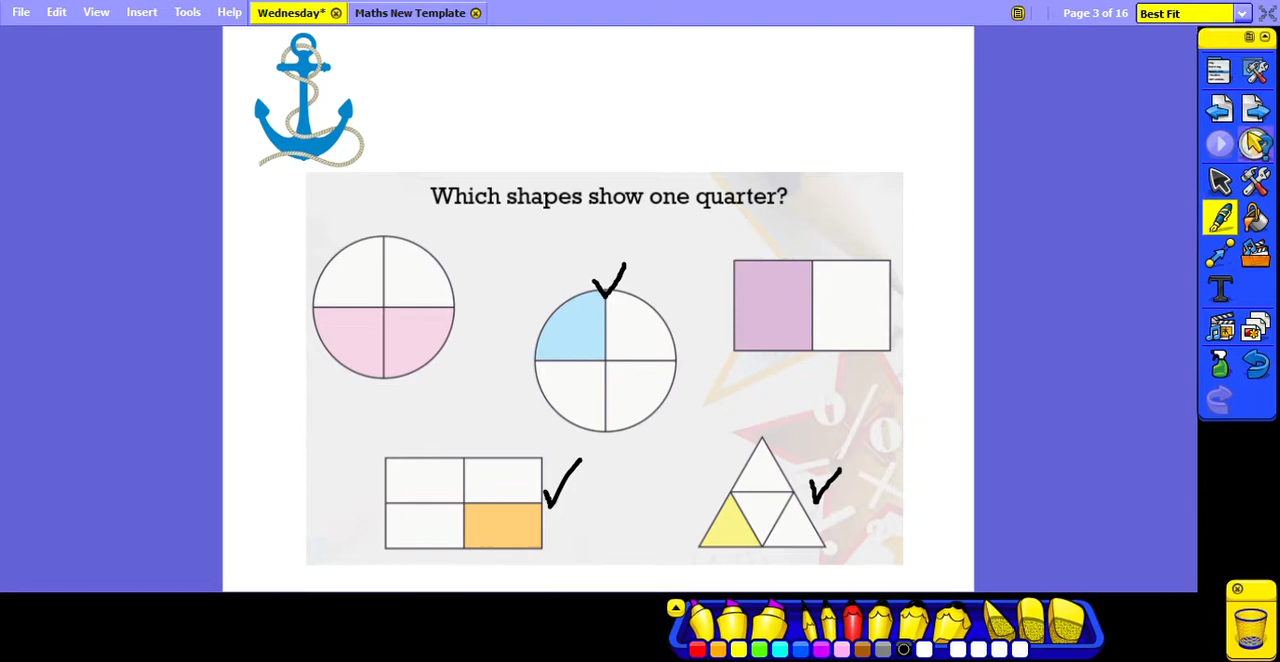 File Edit View Insert Tools Help Wednesday* Maths New Template Page 3 of 16 Best Fit
Which shapes show one quarter?